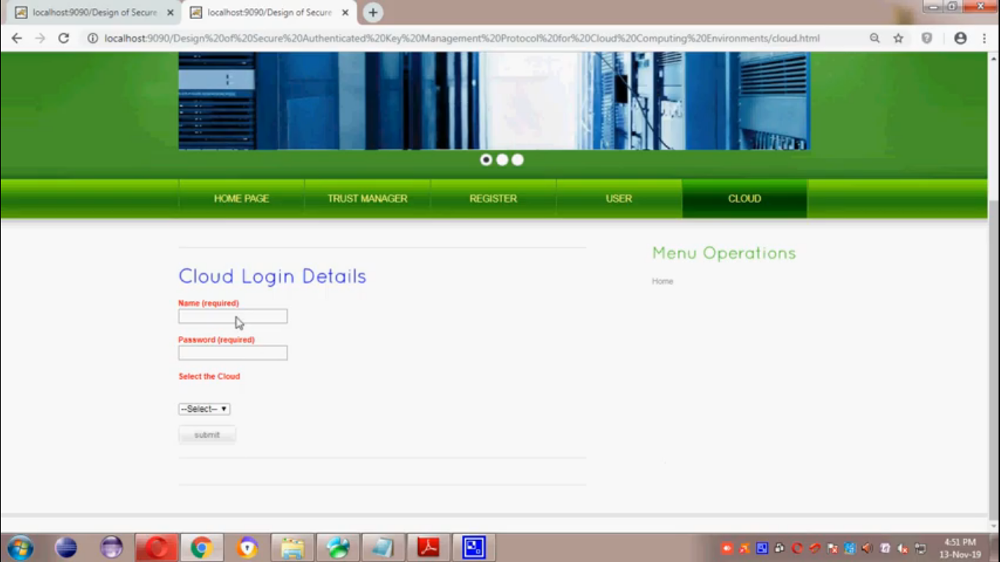 localhost:9090/Design of Secure
localhost:9090/Design of Secure
localhost:9090/Design%20of%20Secure%20Authenticated%20Key%20Management%20Protocol%20for%20Cloud%20Computing%20Environments/cloud.html
HOME PAGE
TRUST MANAGER
REGISTER
USER
CLOUD
Menu Operations
Home
Cloud Login Details
Name (required)
Password (required)
Select the Cloud
--Select--
submit
4:51 PM
13-Nov-19